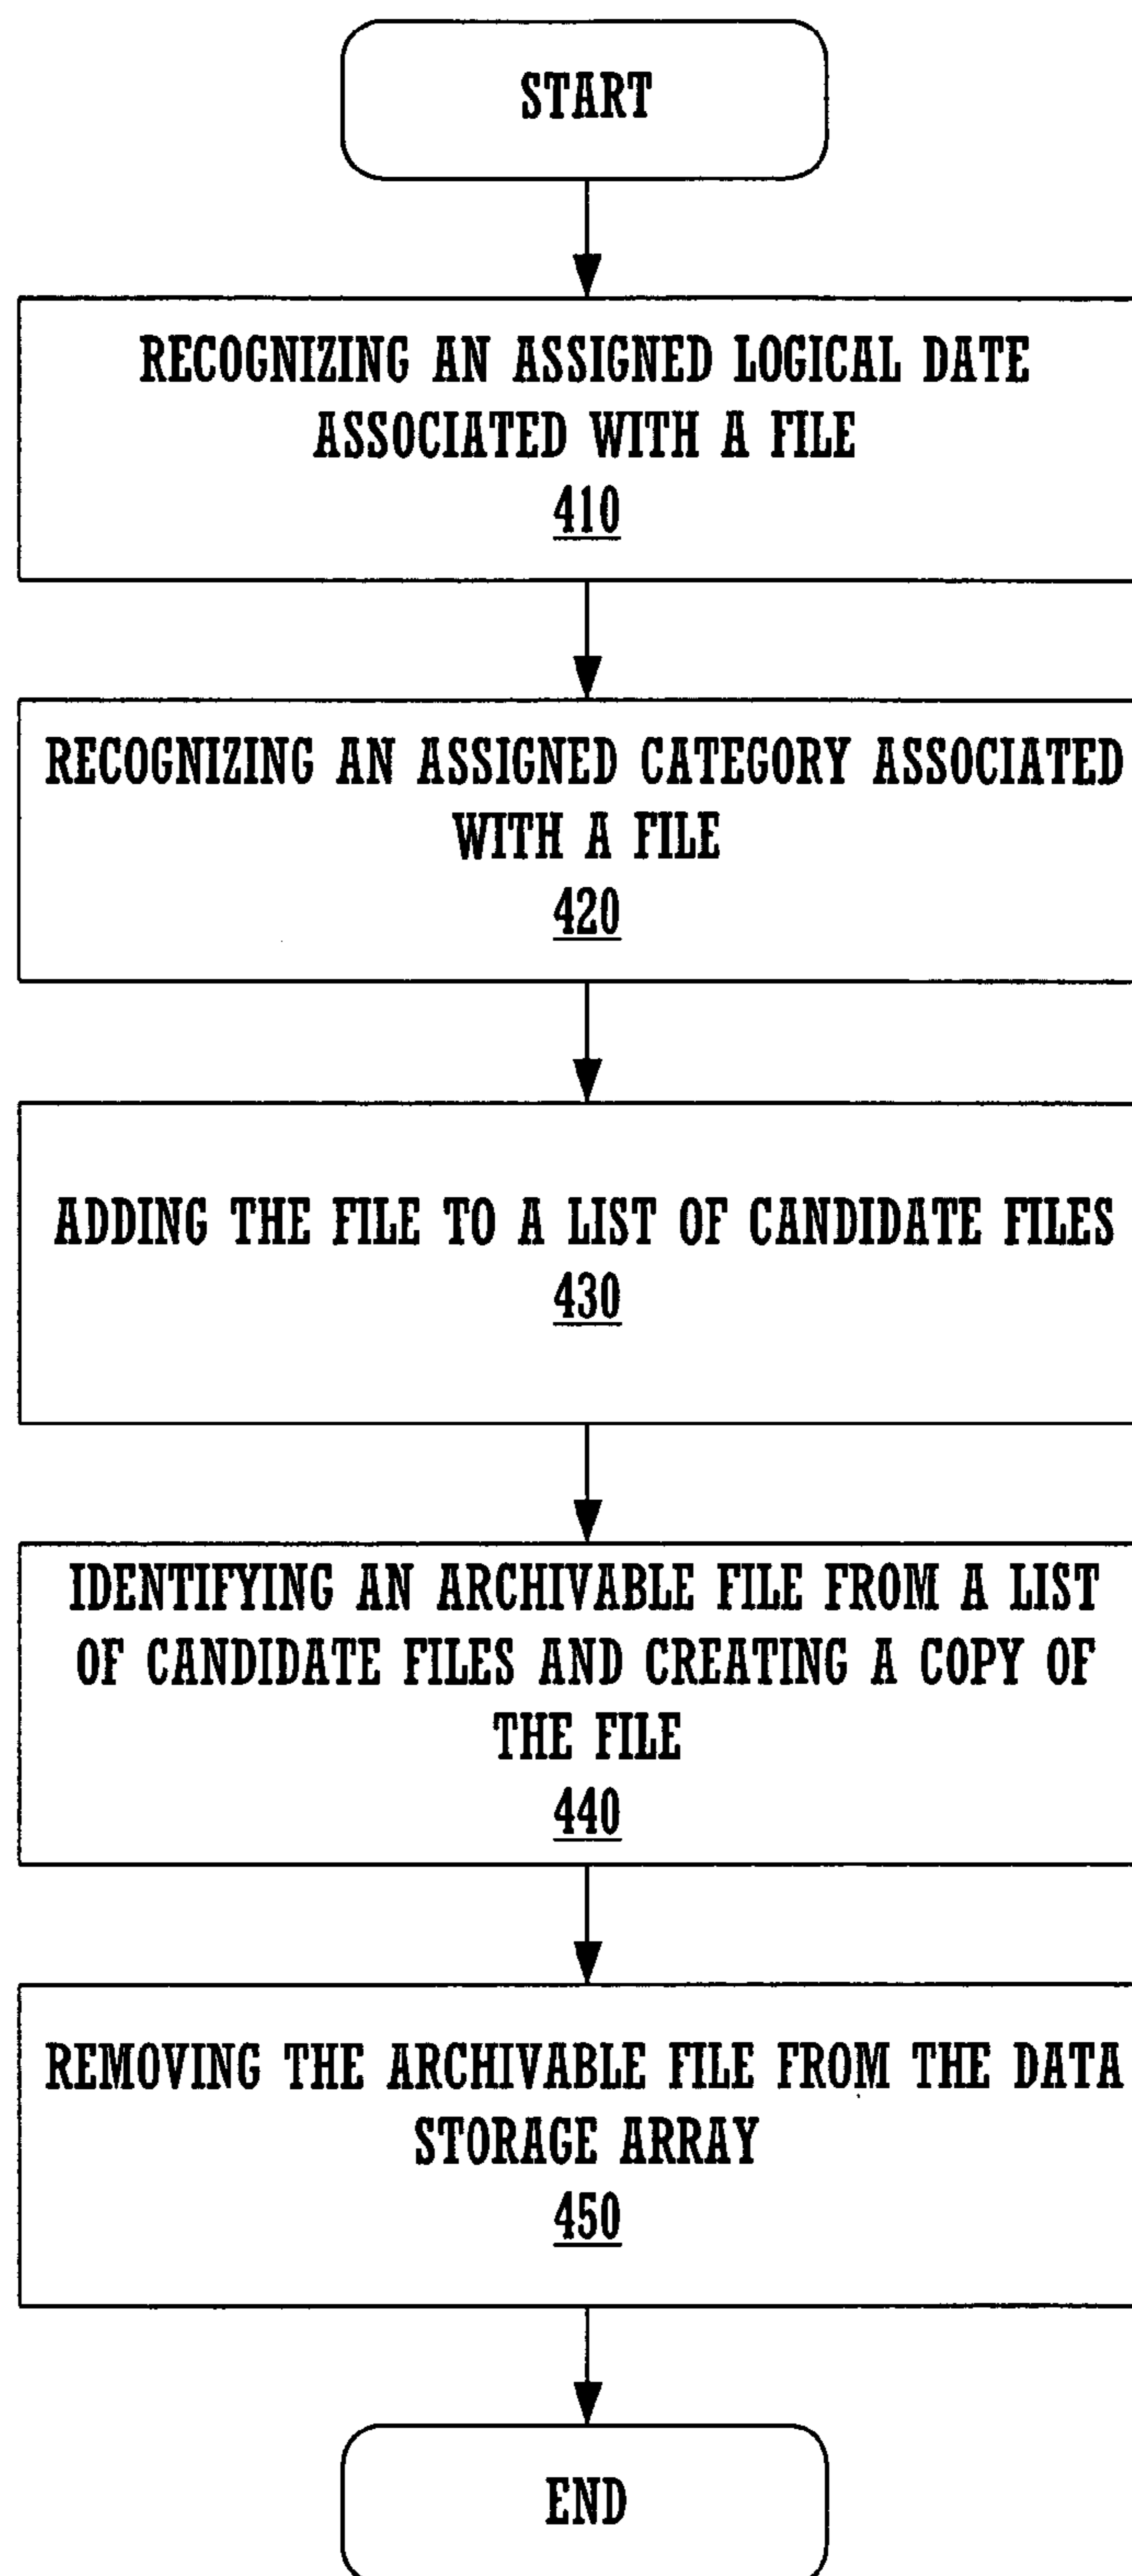 START
RECOGNIZING AN ASSIGNED LOGICAL DATE
ASSOCIATED WITH A FILE
410
RECOGNIZING AN ASSIGNED CATEGORY ASSOCIATED
WITH A FILE
420
ADDING THE FILE TO A LIST OF CANDIDATE FILES
430
IDENTIFYING AN ARCHIVABLE FILE FROM A LIST
OF CANDIDATE FILES AND CREATING A COPY OF
THE FILE
440
REMOVING THE ARCHIVABLE FILE FROM THE DATA
STORAGE ARRAY
450
END